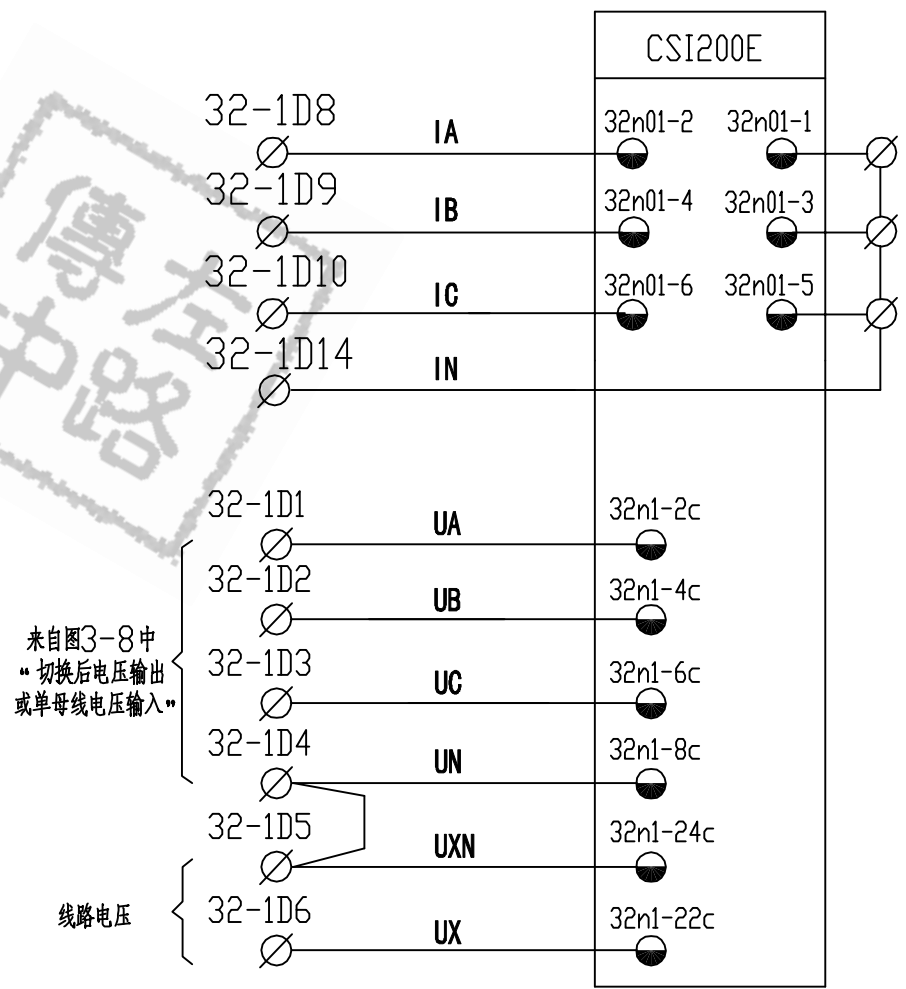 CSI200E
32-1D8
IA
32n01-2
32n01-1
32-1D9
IB
32n01-4
32n01-3
32-1D10
IC
32n01-6
32n01-5
32-1D14
IN
32-1D1
UA
32n1-2c
32-1D2
UB
32n1-4c
来自图3-8中
“切换后电压输出
或单母线电压输入”
32-1D3
UC
32n1-6c
32-1D4
UN
32n1-8c
32-1D5
UXN
32n1-24c
线路电压
32-1D6
UX
32n1-22c
傳左
中路